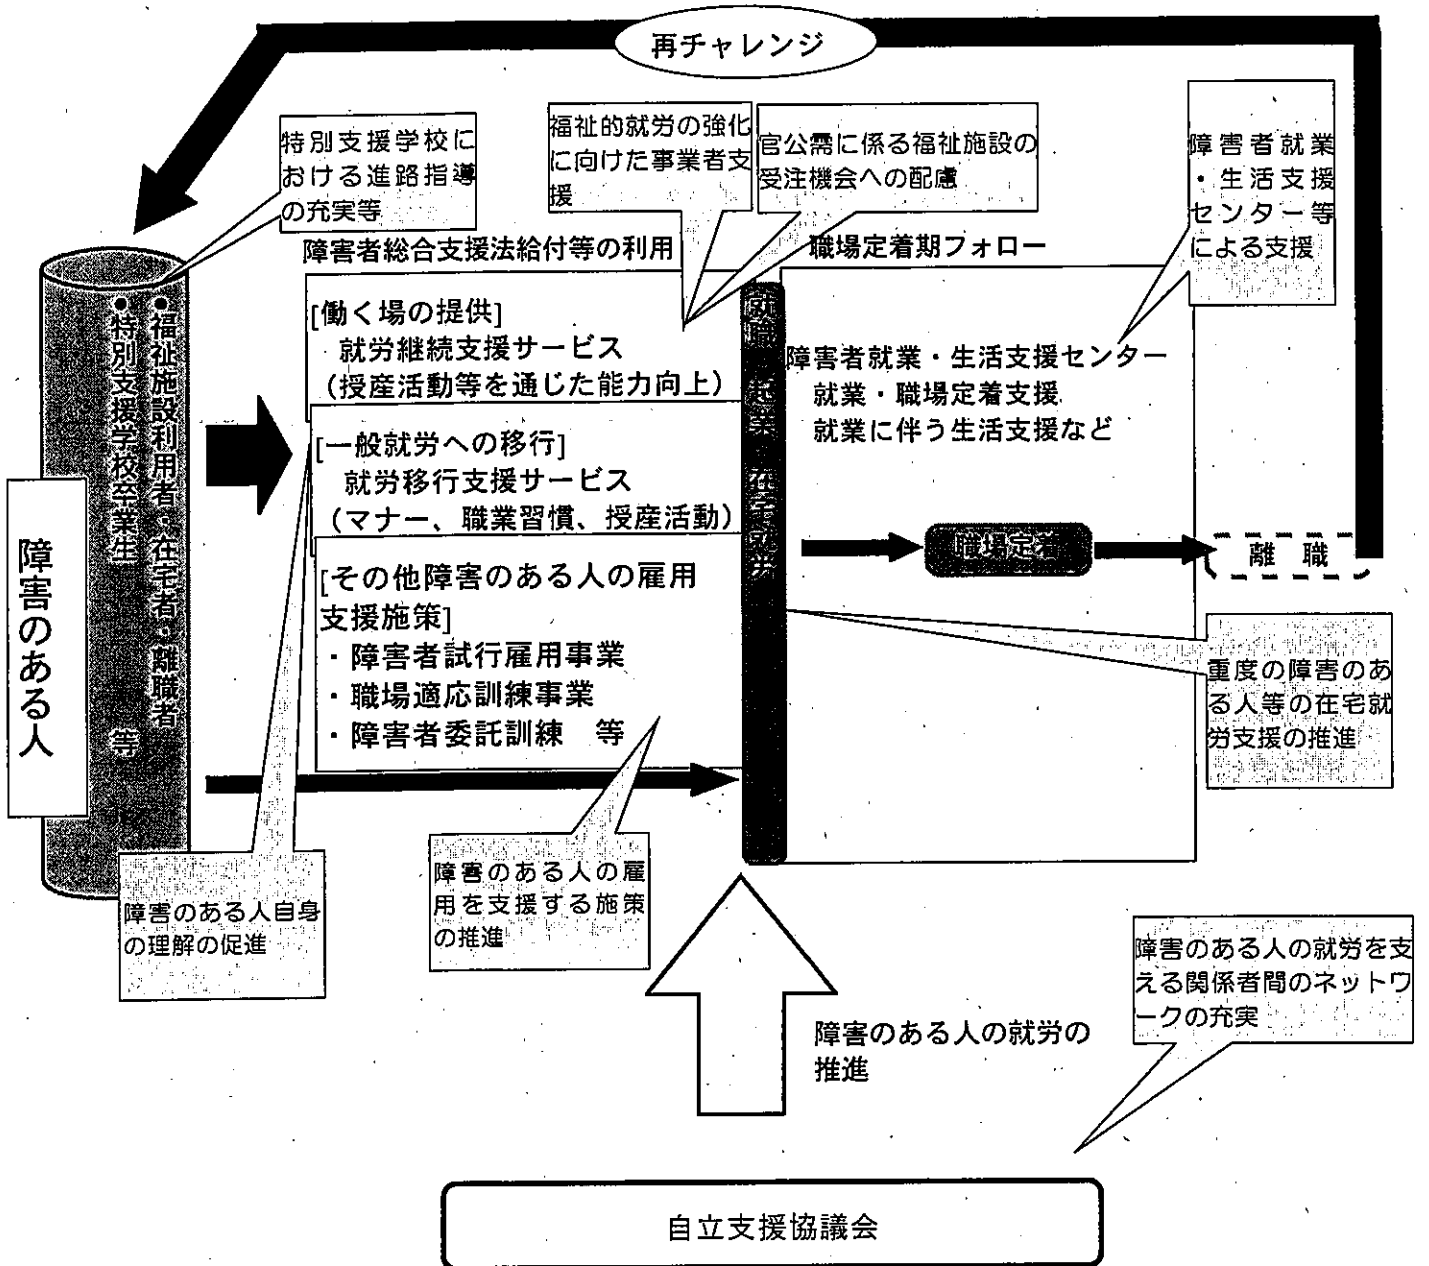 再チャレンジ
特別支援学校に
おける進路指導
の充実等
福祉的就労の強化
に向けた事業者支
援
官公需に係る福祉施設の
受注機会への配慮
障害者就業
・生活支援
センター等
による支援
障害者総合支援法給付等の利用
職場定着期フォロー
障害のある人
●福祉施設利用者・在宅者・離職者
●特別支援学校卒業生 等
[働く場の提供]
就労継続支援サービス
（授産活動等を通じた能力向上）
[一般就労への移行]
就労移行支援サービス
（マナー、職業習慣、授産活動）
[その他障害のある人の雇用
支援施策]
・障害者試行雇用事業
・職場適応訓練事業
・障害者委託訓練　等
就職・起業・在宅就労
障害者就業・生活支援センター
就業・職場定着支援
就業に伴う生活支援など
職場定着
離　職
重度の障害のあ
る人等の在宅就
労支援の推進
障害のある人自身
の理解の促進
障害のある人の雇
用を支援する施策
の推進
障害のある人の就労を支
える関係者間のネットワ
ークの充実
障害のある人の就労の
推進
自立支援協議会